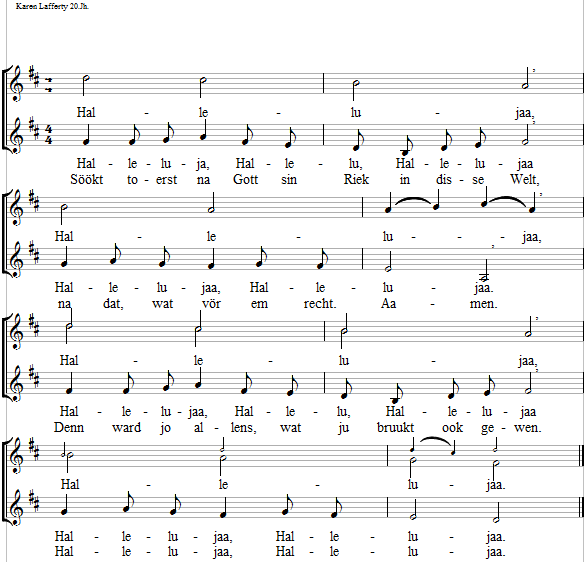 Karen Lafferty 20.Jh.
Hal - le - lu - jaa,
4 4
Hal - le - lu - ja, Hal - le - lu, Hal - le - lu - jaa
Söökt to - erst na Gott sin Riek in dis - se Welt,
Hal - le - lu - jaa,
Hal - le - lu - jaa, Hal - le - lu - jaa.
na dat, wat vör em recht. Aa - men.
Hal - le - lu - jaa,
Hal - le - lu - jaa, Hal - le - lu, Hal - le - lu - jaa
Denn ward jo al - lens, wat ju bruukt ook ge - wen.
Hal - le - lu - jaa.
Hal - le - lu - jaa, Hal - le - lu - jaa.
Hal - le - lu - jaa, Hal - le - lu - jaa.